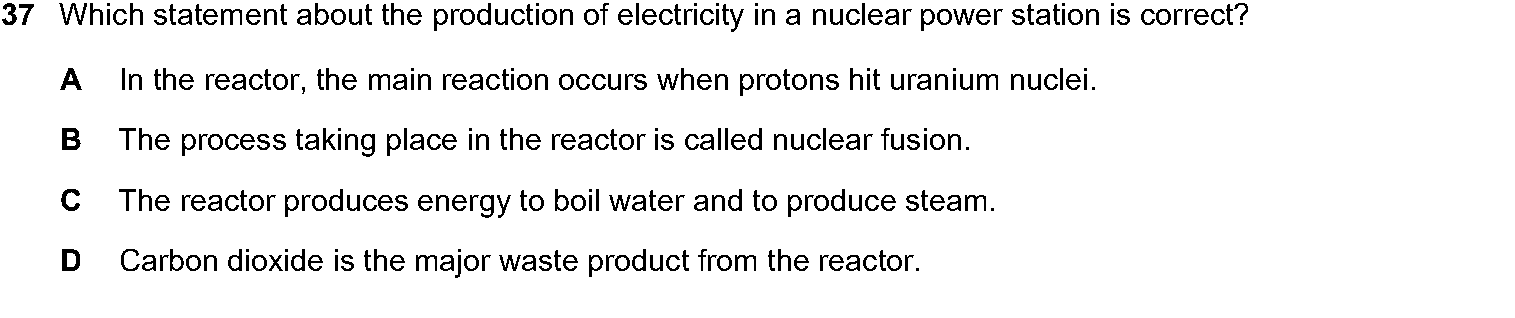 37 Which statement about the production of electricity in a nuclear power station is correct?
A In the reactor, the main reaction occurs when protons hit uranium nuclei.
B The process taking place in the reactor is called nuclear fusion.
C The reactor produces energy to boil water and to produce steam.
D Carbon dioxide is the major waste product from the reactor.